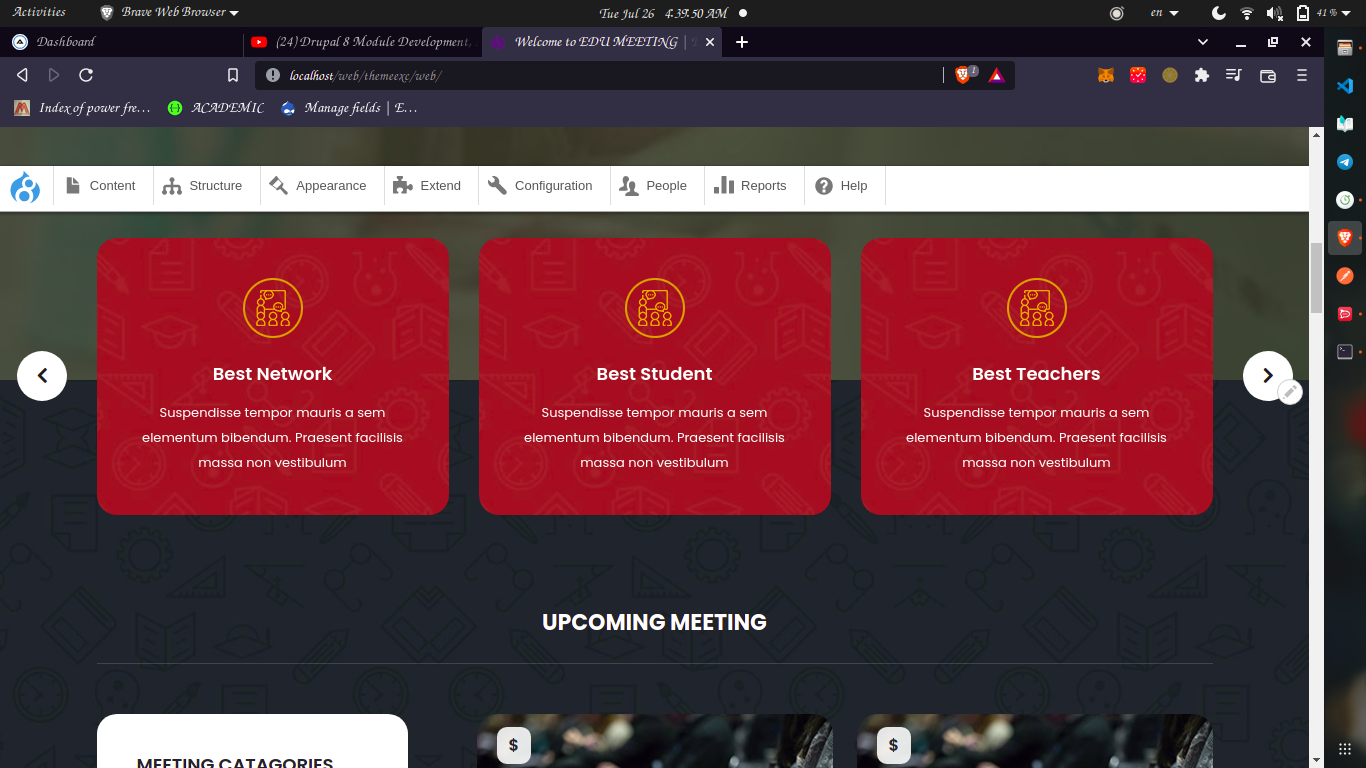 Activities
Brave Web Browser
Tue Jul 26 4:39:50 AM
en
41 %
Dashboard
(24) Drupal 8 Module Development,
Welcome to EDU MEETING |
localhost/web/themeexc/web/
1
Index of power fre…
ACADEMIC
Manage fields | E…
Content
Structure
Appearance
Extend
Configuration
People
Reports
Help
Best Network
Suspendisse tempor mauris a sem
elementum bibendum. Praesent facilisis
massa non vestibulum
Best Student
Suspendisse tempor mauris a sem
elementum bibendum. Praesent facilisis
massa non vestibulum
Best Teachers
Suspendisse tempor mauris a sem
elementum bibendum. Praesent facilisis
massa non vestibulum
UPCOMING MEETING
MEETING CATAGORIES
$
$